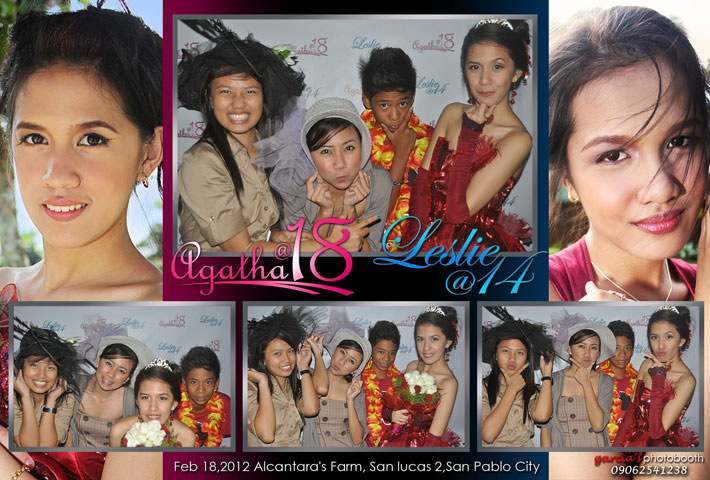 Agatha@18
Leslie
@14
Feb 18,2012 Alcantara's Farm, San lucas 2,San Pablo City
garcia's photobooth
09062541238